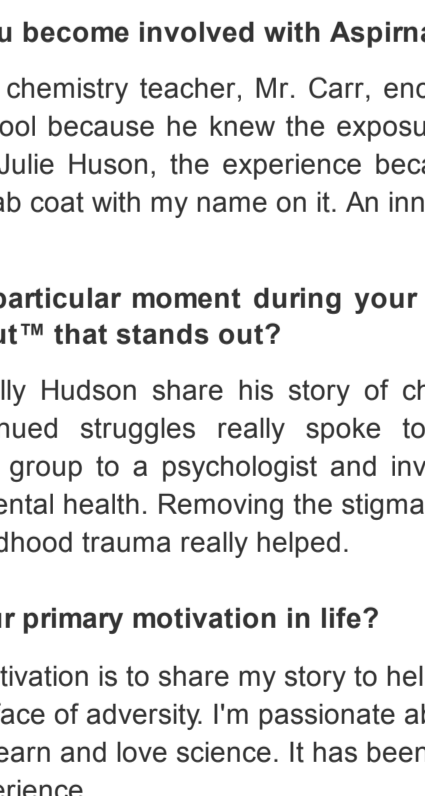 u become involved with Aspirna
chemistry teacher, Mr. Carr, enc
ool because he knew the exposu
Julie Huson, the experience beca
ab coat with my name on it. An inn
particular moment during your
ut™ that stands out?
lly Hudson share his story of ch
nued struggles really spoke to
group to a psychologist and inv
ental health. Removing the stigma
dhood trauma really helped.
ur primary motivation in life?
tivation is to share my story to hel
face of adversity. I'm passionate ab
earn and love science. It has been
erience